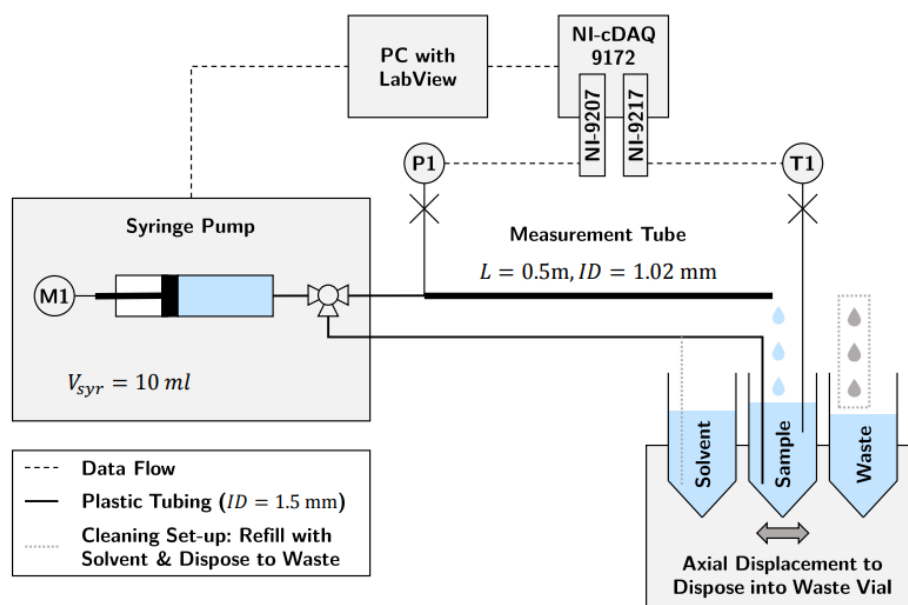 PC with
LabView
NI-cDAQ
9172
NI-9207
NI-9217
P1
T1
Syringe Pump
Measurement Tube
L = 0.5m, ID = 1.02 mm
M1
V_syr = 10 ml
Solvent
Sample
Waste
Data Flow
Plastic Tubing (ID = 1.5 mm)
Cleaning Set-up: Refill with
Solvent & Dispose to Waste
Axial Displacement to
Dispose into Waste Vial